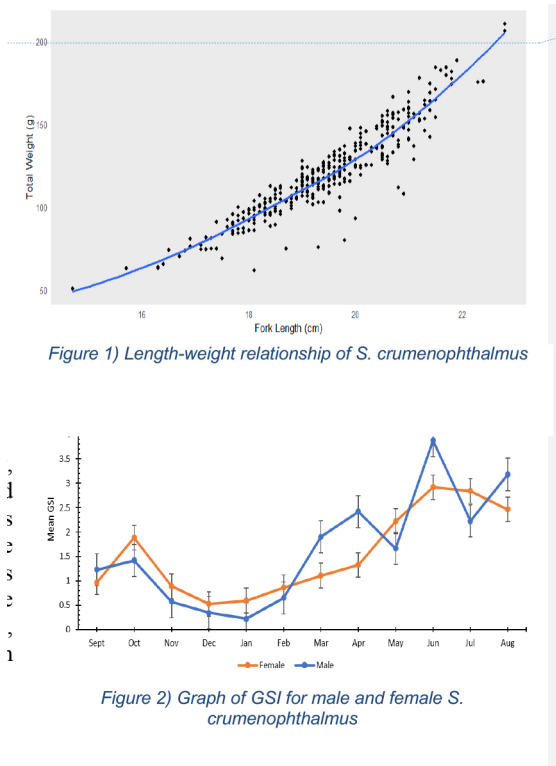 200
150
100
50
Total Weight (g)
16 18 20 22
Fork Length (cm)
Figure 1) Length-weight relationship of S. crumenophthalmus
3.5
3
2.5
2
1.5
1
0.5
0
Mean GSI
Sept Oct Nov Dec Jan Feb Mar Apr May Jun Jul Aug
Female Male
Figure 2) Graph of GSI for male and female S.
crumenophthalmus